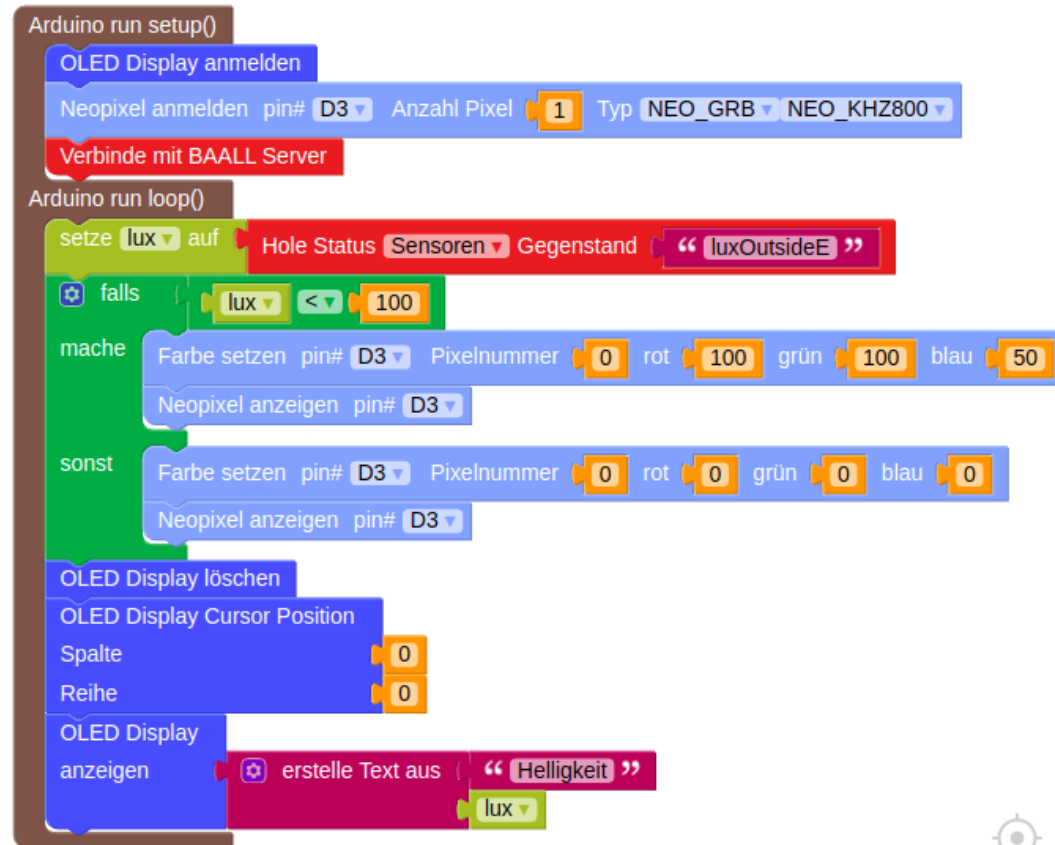 Arduino run setup()
OLED Display anmelden
Neopixel anmelden pin# D3 Anzahl Pixel 1 Typ NEO_GRB NEO_KHZ800
Verbinde mit BAALL Server
Arduino run loop()
setze lux auf Hole Status Sensoren Gegenstand “ luxOutsideE ”
falls lux < 100
mache Farbe setzen pin# D3 Pixelnummer 0 rot 100 grün 100 blau 50
Neopixel anzeigen pin# D3
sonst Farbe setzen pin# D3 Pixelnummer 0 rot 0 grün 0 blau 0
Neopixel anzeigen pin# D3
OLED Display löschen
OLED Display Cursor Position
Spalte 0
Reihe 0
OLED Display
anzeigen erstelle Text aus “ Helligkeit ”
lux